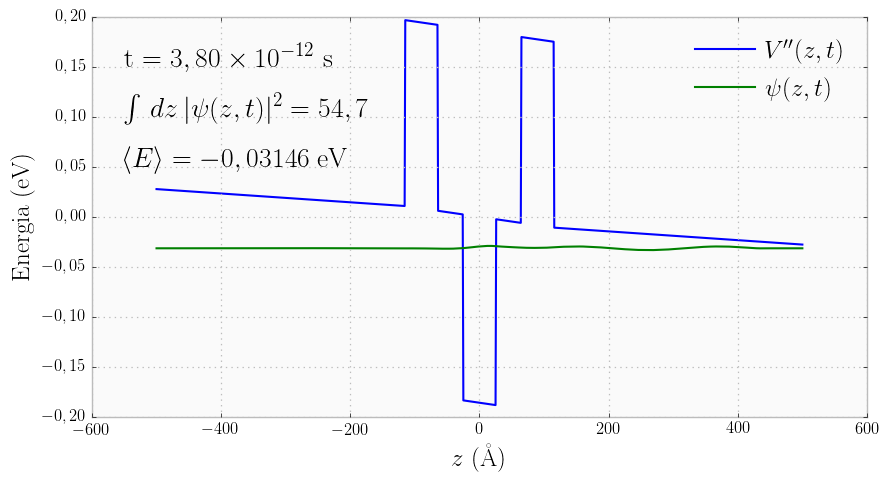 0,20
0,15
0,10
0,05
0,00
−0,05
−0,10
−0,15
−0,20
Energia (eV)
t = 3,80 × 10⁻¹² s
∫ dz |ψ(z,t)|² = 54,7
⟨E⟩ = −0,03146 eV
V″(z,t)
ψ(z,t)
−600 −400 −200 0 200 400 600
z (Å)